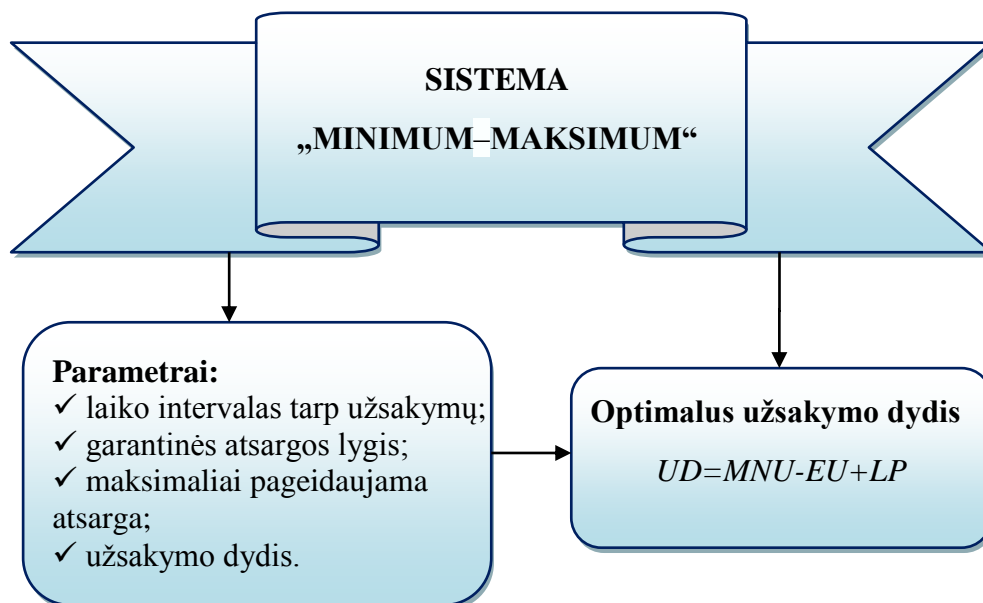 SISTEMA
„MINIMUM–MAKSIMUM“
Parametrai:
✓ laiko intervalas tarp užsakymų;
✓ garantinės atsargos lygis;
✓ maksimaliai pageidaujama
atsarga;
✓ užsakymo dydis.
Optimalus užsakymo dydis
UD=MNU-EU+LP